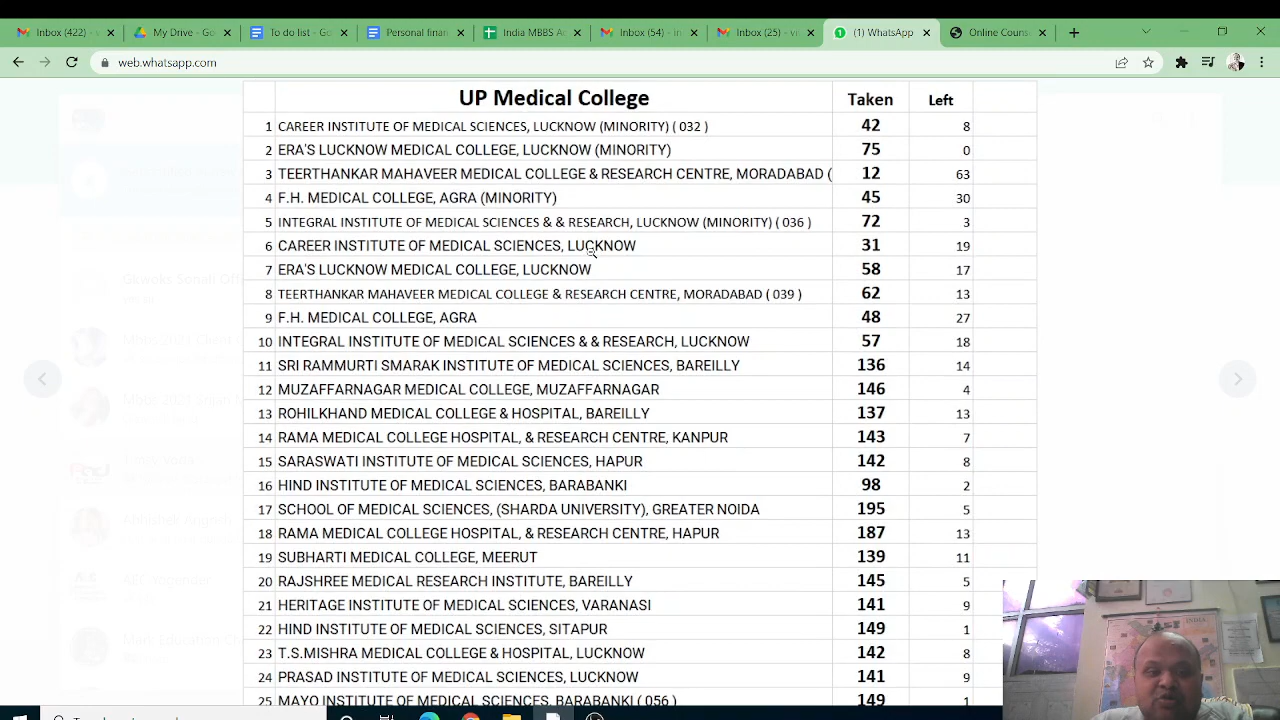 Inbox (422) - v
My Drive - Go
To do list - Go
Personal finan
India MBBS Ac
Inbox (54) - in
Inbox (25) - vi
(1) WhatsApp
Online Couns
web.whatsapp.com
UP Medical College Taken Left
1 CAREER INSTITUTE OF MEDICAL SCIENCES, LUCKNOW (MINORITY) ( 032 ) 42 8
2 ERA'S LUCKNOW MEDICAL COLLEGE, LUCKNOW (MINORITY) 75 0
3 TEERTHANKAR MAHAVEER MEDICAL COLLEGE & RESEARCH CENTRE, MORADABAD ( 12 63
4 F.H. MEDICAL COLLEGE, AGRA (MINORITY) 45 30
5 INTEGRAL INSTITUTE OF MEDICAL SCIENCES & & RESEARCH, LUCKNOW (MINORITY) ( 036 ) 72 3
6 CAREER INSTITUTE OF MEDICAL SCIENCES, LUCKNOW 31 19
7 ERA'S LUCKNOW MEDICAL COLLEGE, LUCKNOW 58 17
8 TEERTHANKAR MAHAVEER MEDICAL COLLEGE & RESEARCH CENTRE, MORADABAD ( 039 ) 62 13
9 F.H. MEDICAL COLLEGE, AGRA 48 27
10 INTEGRAL INSTITUTE OF MEDICAL SCIENCES & & RESEARCH, LUCKNOW 57 18
11 SRI RAMMURTI SMARAK INSTITUTE OF MEDICAL SCIENCES, BAREILLY 136 14
12 MUZAFFARNAGAR MEDICAL COLLEGE, MUZAFFARNAGAR 146 4
13 ROHILKHAND MEDICAL COLLEGE & HOSPITAL, BAREILLY 137 13
14 RAMA MEDICAL COLLEGE HOSPITAL, & RESEARCH CENTRE, KANPUR 143 7
15 SARASWATI INSTITUTE OF MEDICAL SCIENCES, HAPUR 142 8
16 HIND INSTITUTE OF MEDICAL SCIENCES, BARABANKI 98 2
17 SCHOOL OF MEDICAL SCIENCES, (SHARDA UNIVERSITY), GREATER NOIDA 195 5
18 RAMA MEDICAL COLLEGE HOSPITAL, & RESEARCH CENTRE, HAPUR 187 13
19 SUBHARTI MEDICAL COLLEGE, MEERUT 139 11
20 RAJSHREE MEDICAL RESEARCH INSTITUTE, BAREILLY 145 5
21 HERITAGE INSTITUTE OF MEDICAL SCIENCES, VARANASI 141 9
22 HIND INSTITUTE OF MEDICAL SCIENCES, SITAPUR 149 1
23 T.S.MISHRA MEDICAL COLLEGE & HOSPITAL, LUCKNOW 142 8
24 PRASAD INSTITUTE OF MEDICAL SCIENCES, LUCKNOW 141 9
25 MAYO INSTITUTE OF MEDICAL SCIENCES, BARABANKI ( 056 ) 149 1